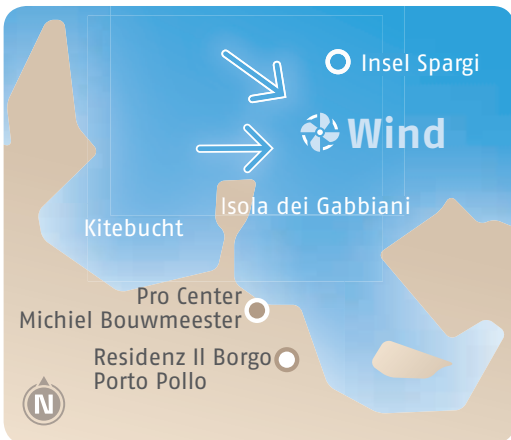 Insel Spargi
Wind
Isola dei Gabbiani
Kitebucht
Pro Center
Michiel Bouwmeester
Residenz Il Borgo
Porto Pollo
N